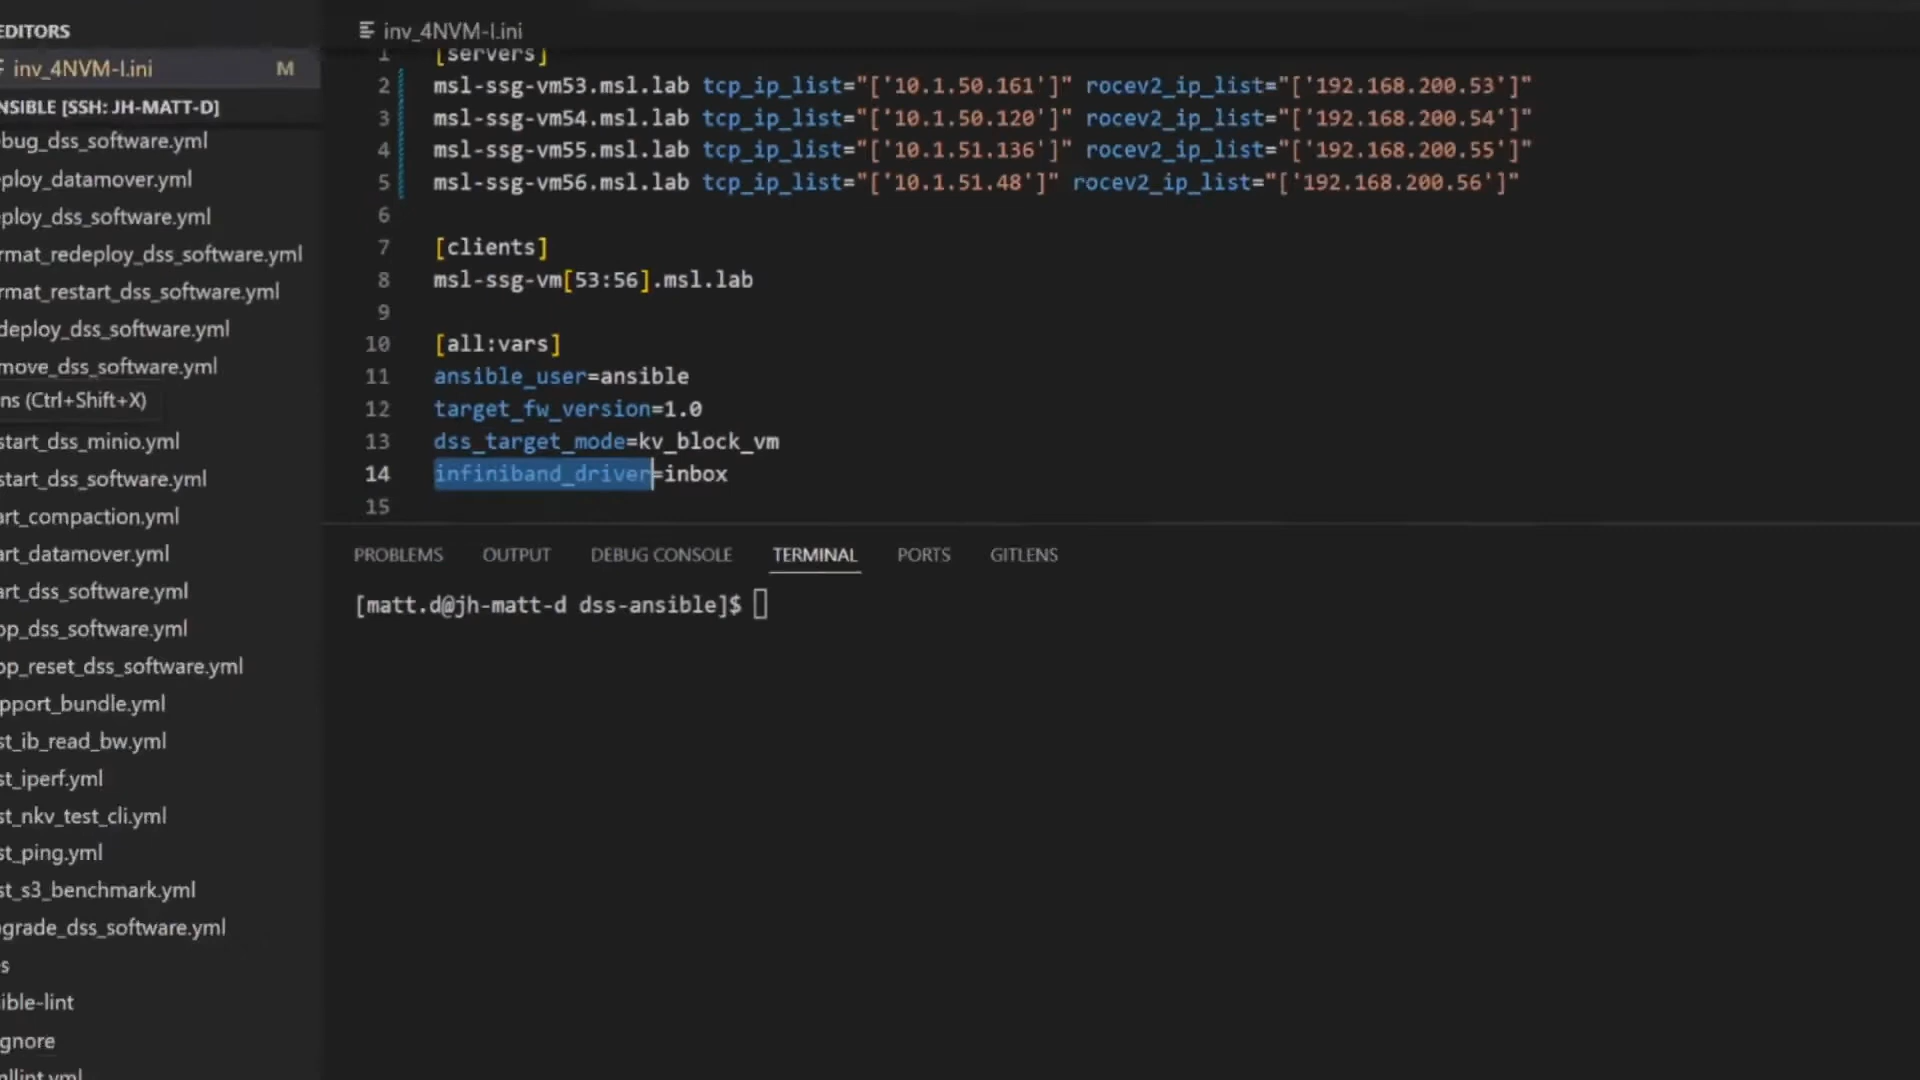 EDITORS
inv_4NVM-I.ini M
NSIBLE [SSH: JH-MATT-D]
bug_dss_software.yml
ploy_datamover.yml
ploy_dss_software.yml
rmat_redeploy_dss_software.yml
rmat_restart_dss_software.yml
deploy_dss_software.yml
move_dss_software.yml
ns (Ctrl+Shift+X)
start_dss_minio.yml
start_dss_software.yml
art_compaction.yml
art_datamover.yml
art_dss_software.yml
op_dss_software.yml
op_reset_dss_software.yml
pport_bundle.yml
st_ib_read_bw.yml
st_iperf.yml
st_nkv_test_cli.yml
st_ping.yml
st_s3_benchmark.yml
grade_dss_software.yml
s
ible-lint
gnore
nllint.yml
inv_4NVM-I.ini
1 [servers]
2 msl-ssg-vm53.msl.lab tcp_ip_list="['10.1.50.161']" rocev2_ip_list="['192.168.200.53']"
3 msl-ssg-vm54.msl.lab tcp_ip_list="['10.1.50.120']" rocev2_ip_list="['192.168.200.54']"
4 msl-ssg-vm55.msl.lab tcp_ip_list="['10.1.51.136']" rocev2_ip_list="['192.168.200.55']"
5 msl-ssg-vm56.msl.lab tcp_ip_list="['10.1.51.48']" rocev2_ip_list="['192.168.200.56']"
6
7 [clients]
8 msl-ssg-vm[53:56].msl.lab
9
10 [all:vars]
11 ansible_user=ansible
12 target_fw_version=1.0
13 dss_target_mode=kv_block_vm
14 infiniband_driver=inbox
15
PROBLEMS OUTPUT DEBUG CONSOLE TERMINAL PORTS GITLENS
[matt.d@jh-matt-d dss-ansible]$